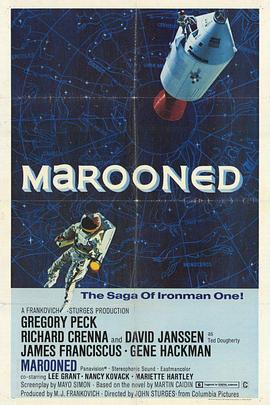 MAROONED
The Saga Of Ironman One!
A FRANKOVICH-STURGES PRODUCTION
GREGORY PECK
RICHARD CRENNA and DAVID JANSSEN as Ted Dougherty
JAMES FRANCISCUS · GENE HACKMAN
MAROONED Panavision® · Stereophonic Sound · Eastmancolor
co-starring LEE GRANT · NANCY KOVACK · MARIETTE HARTLEY
Screenplay by MAYO SIMON · Based on the novel by MARTIN CAIDIN
Produced by M.J. FRANKOVICH · Directed by JOHN STURGES · from Columbia Pictures